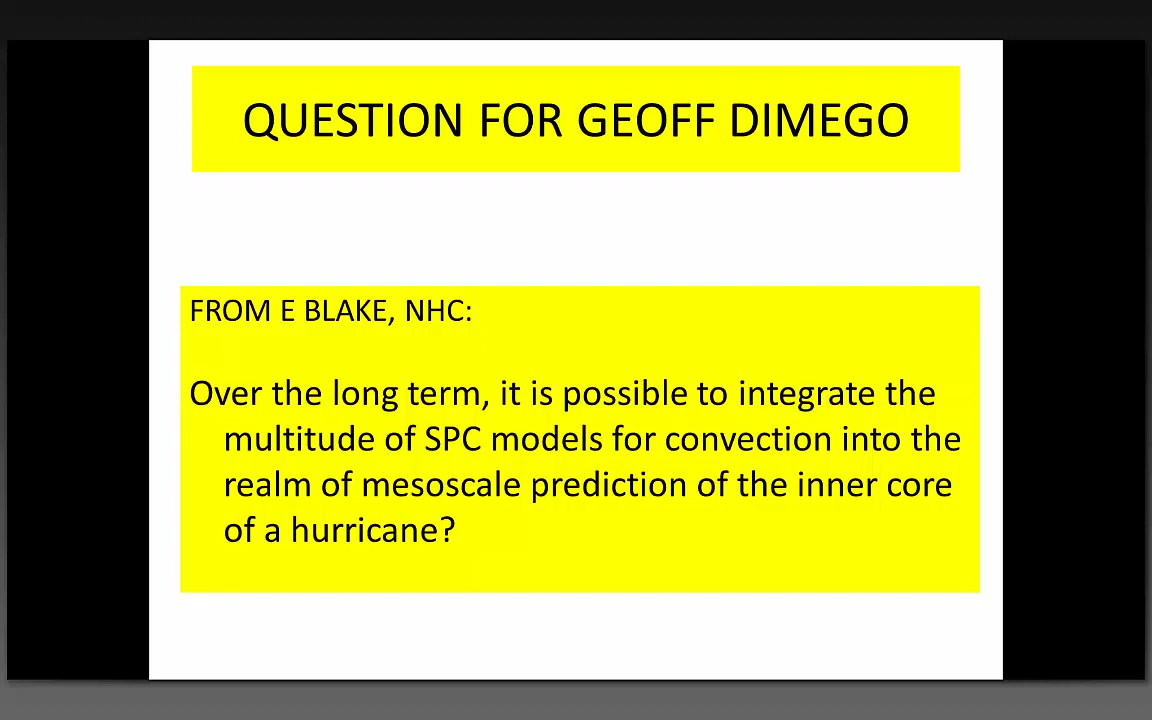 QUESTION FOR GEOFF DIMEGO
FROM E BLAKE, NHC:
Over the long term, it is possible to integrate the
multitude of SPC models for convection into the
realm of mesoscale prediction of the inner core
of a hurricane?